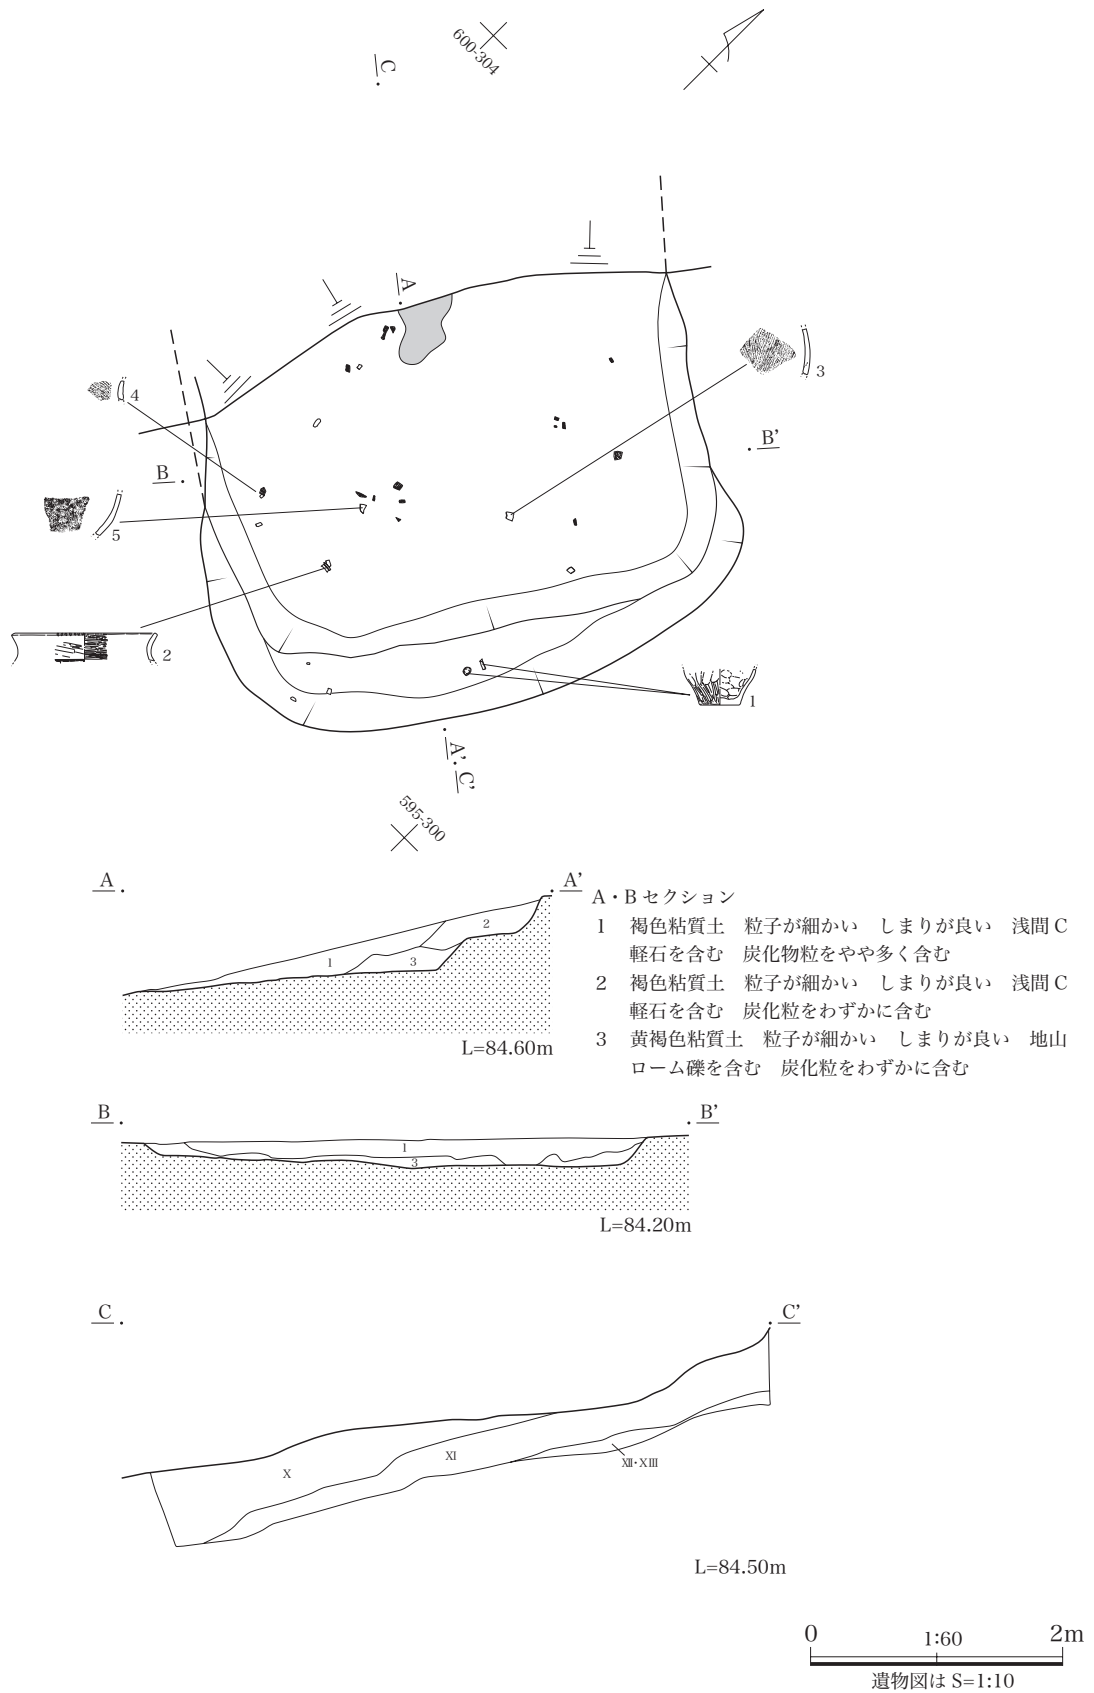 600-304
C
A
3
4
B’
B
5
2
1
A’
C’
595-300
A
A’
2
1
3
L=84.60m
A・B セクション
1 褐色粘質土 粒子が細かい しまりが良い 浅間 C
軽石を含む 炭化物粒をやや多く含む
2 褐色粘質土 粒子が細かい しまりが良い 浅間 C
軽石を含む 炭化粒をわずかに含む
3 黄褐色粘質土 粒子が細かい しまりが良い 地山
ローム礫を含む 炭化粒をわずかに含む
B
B’
1
3
L=84.20m
C
C’
X
XI
XII・XIII
L=84.50m
0 1:60 2m
遺物図は S=1:10